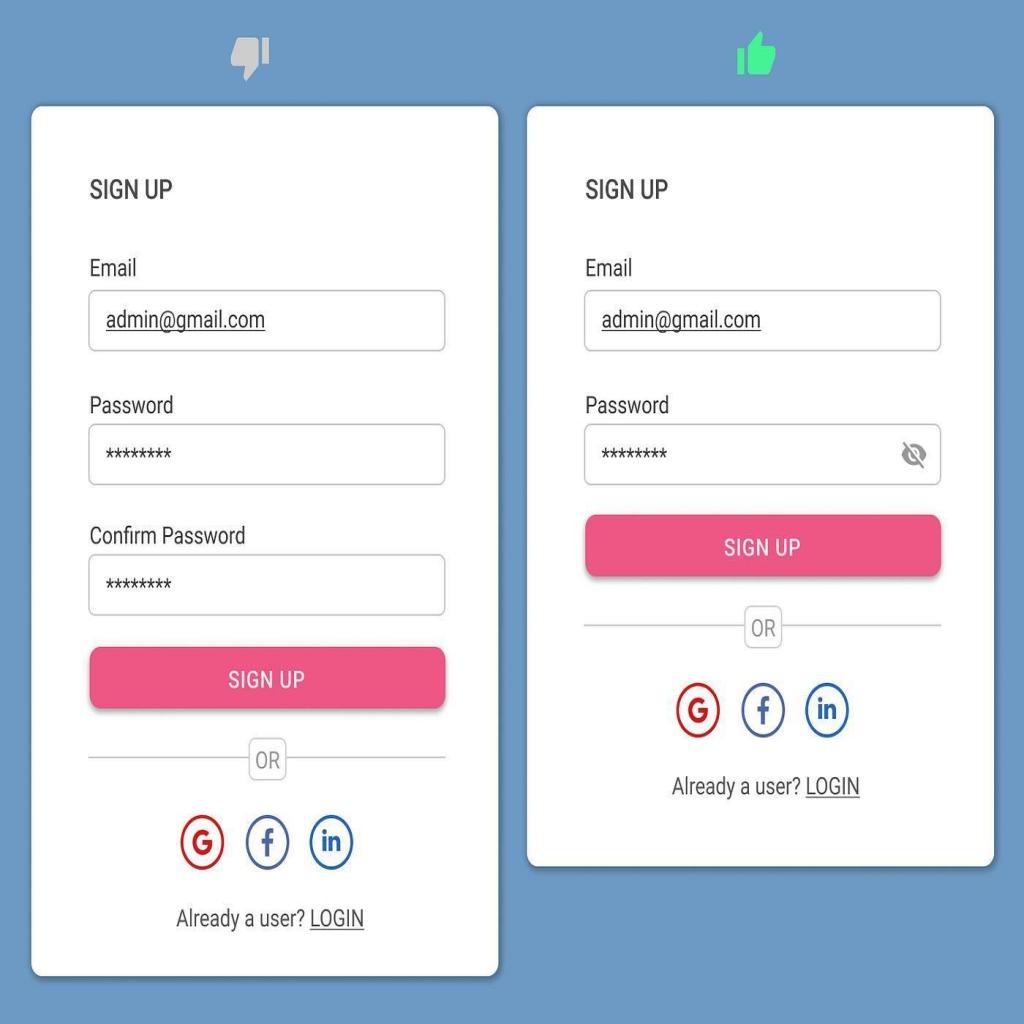 SIGN UP
Email
admin@gmail.com
Password
********
Confirm Password
********
SIGN UP
OR
G f in
Already a user? LOGIN
SIGN UP
Email
admin@gmail.com
Password
********
SIGN UP
OR
G f in
Already a user? LOGIN